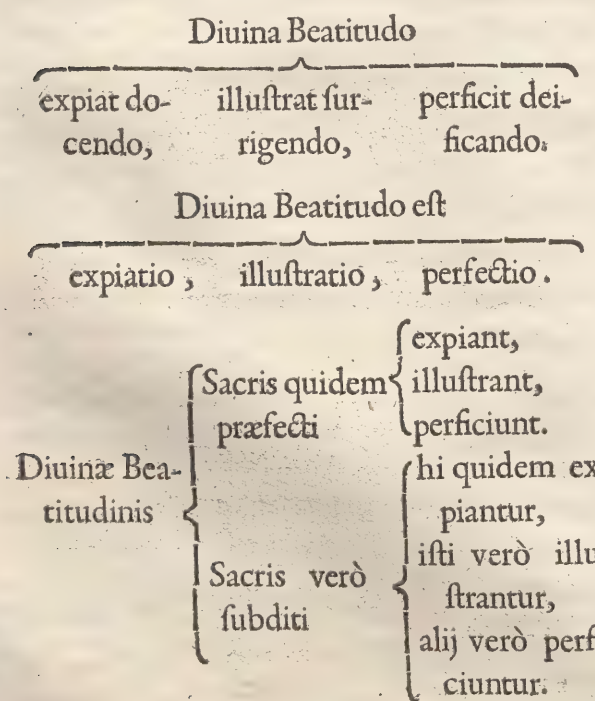 Diuina Beatitudo
expiat do- illuſtrat ſur- perficit dei-
cendo, rigendo, ficando.
Diuina Beatitudo eſt
expiatio, illuſtratio, perfectio.
expiant,
Sacris quidem illuſtrant,
præfecti perficiunt.
Diuinæ Bea-
titudinis
hi quidem ex
piantur,
Sacris verò iſti verò illu
ſubditi ſtrantur,
alij verò perf
ciuntur.